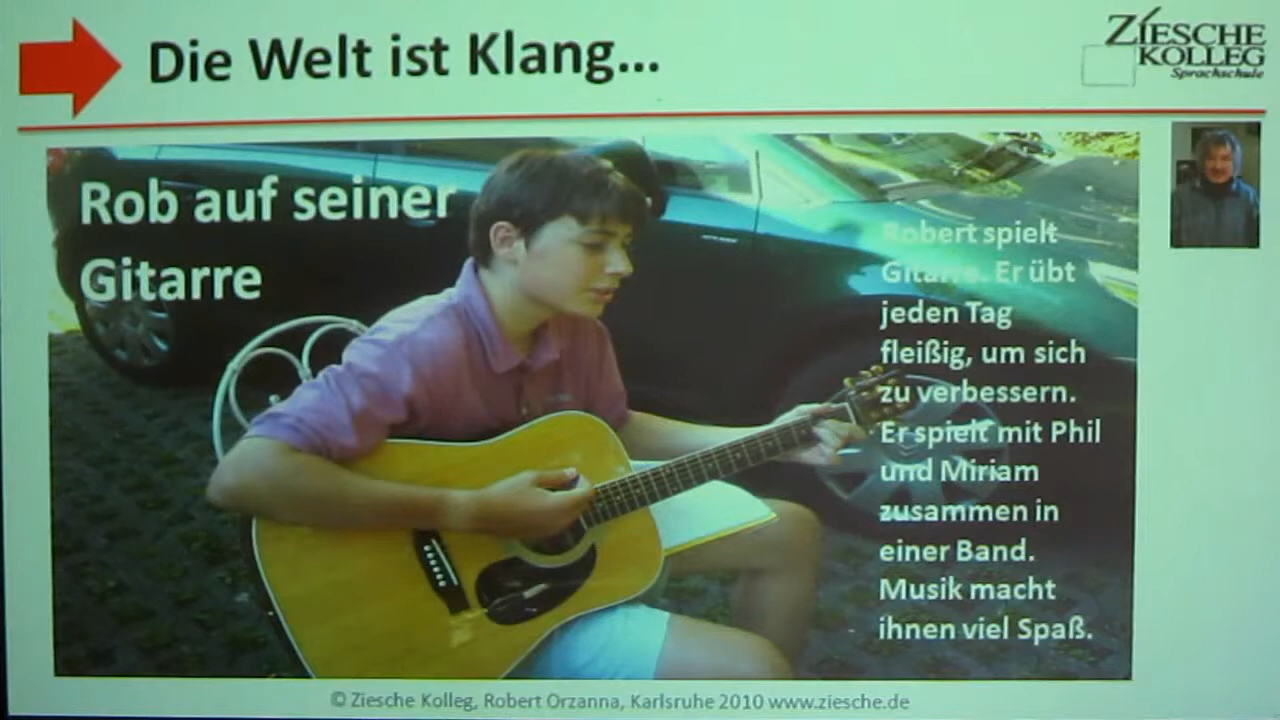 Die Welt ist Klang...
ZIESCHE
KOLLEG
Sprachschule
Rob auf seiner
Gitarre
Robert spielt
Gitarre. Er übt
jeden Tag
fleißig, um sich
zu verbessern.
Er spielt mit Phil
und Miriam
zusammen in
einer Band.
Musik macht
ihnen viel Spaß.
© Ziesche Kolleg, Robert Orzanna, Karlsruhe 2010 www.ziesche.de